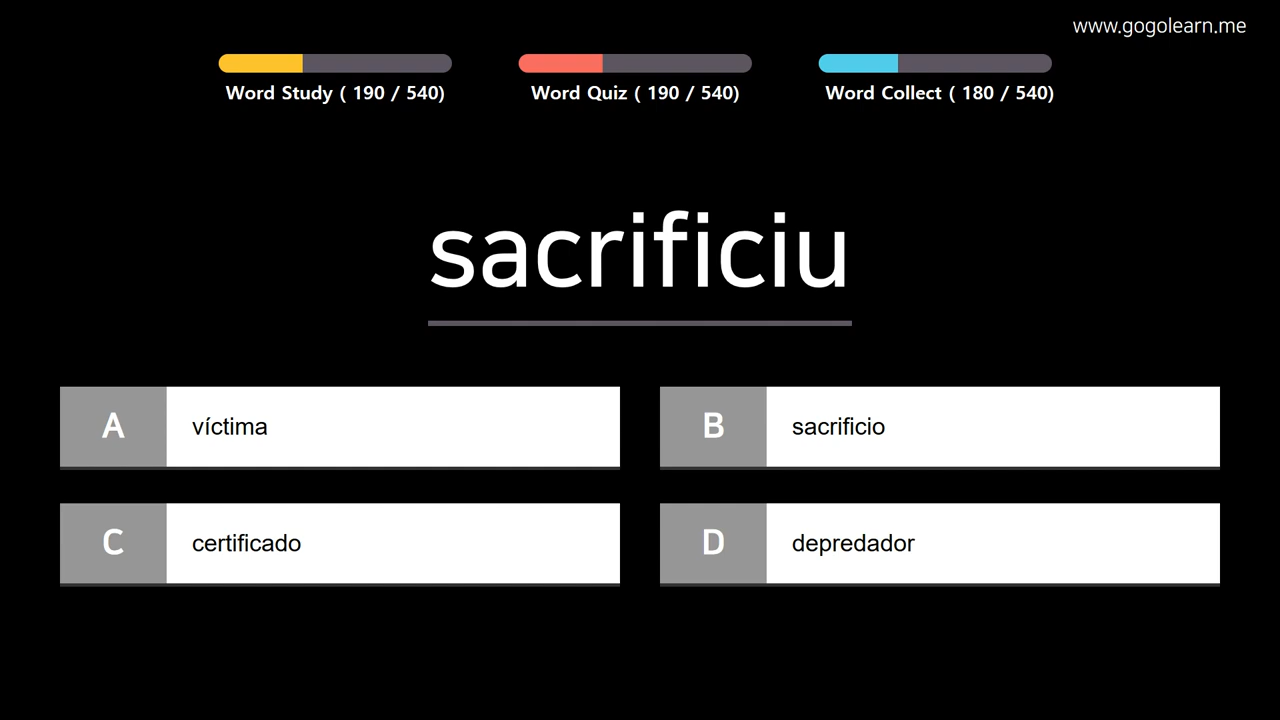 www.gogolearn.me
Word Study ( 190 / 540)
Word Quiz ( 190 / 540)
Word Collect ( 180 / 540)
sacrificiu
A víctima
B sacrificio
C certificado
D depredador